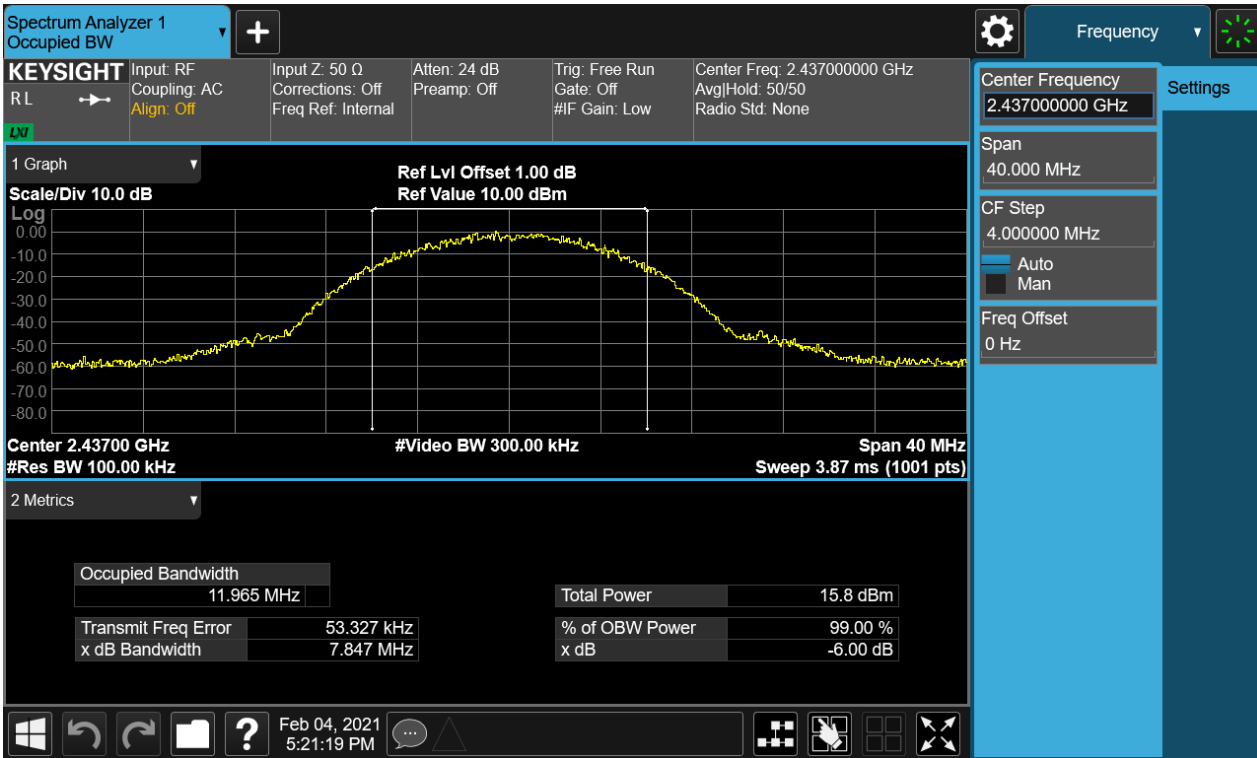 Spectrum Analyzer 1
Occupied BW
+
Frequency
KEYSIGHT
R L
LXI
Input: RF
Coupling: AC
Align: Off
Input Z: 50 Ω
Corrections: Off
Freq Ref: Internal
Atten: 24 dB
Preamp: Off
Trig: Free Run
Gate: Off
#IF Gain: Low
Center Freq: 2.437000000 GHz
Avg|Hold: 50/50
Radio Std: None
Center Frequency
2.437000000 GHz
Settings
Span
40.000 MHz
CF Step
4.000000 MHz
Auto
Man
Freq Offset
0 Hz
1 Graph
Scale/Div 10.0 dB
Ref Lvl Offset 1.00 dB
Ref Value 10.00 dBm
Log
0.00
-10.0
-20.0
-30.0
-40.0
-50.0
-60.0
-70.0
-80.0
Center 2.43700 GHz
#Video BW 300.00 kHz
Span 40 MHz
#Res BW 100.00 kHz
Sweep 3.87 ms (1001 pts)
2 Metrics
Occupied Bandwidth
11.965 MHz
Total Power 15.8 dBm
Transmit Freq Error 53.327 kHz
% of OBW Power 99.00 %
x dB Bandwidth 7.847 MHz
x dB -6.00 dB
?
Feb 04, 2021
5:21:19 PM